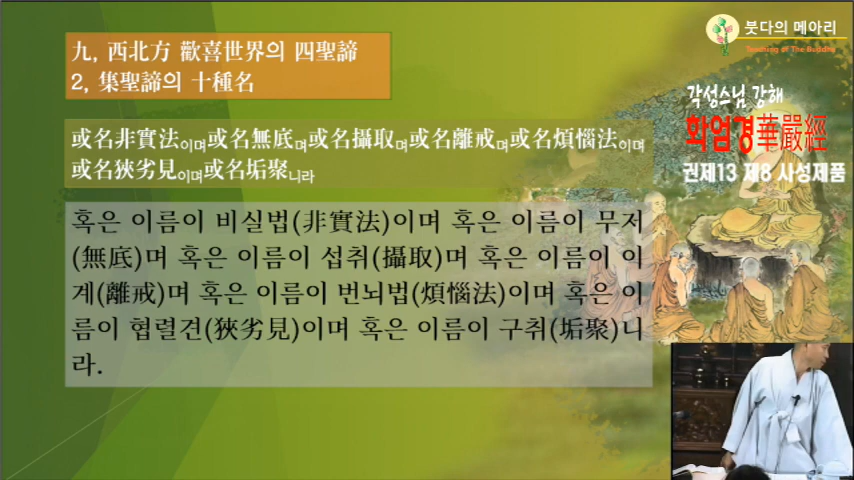 九, 西北方 歡喜世界의 四聖諦
2, 集聖諦의 十種名
或名非實法이며或名無底며或名攝取며或名離戒며或名煩惱法이며
或名狹劣見이며或名垢聚니라
혹은 이름이 비실법(非實法)이며 혹은 이름이 무저
(無底)며 혹은 이름이 섭취(攝取)며 혹은 이름이 이
계(離戒)며 혹은 이름이 번뇌법(煩惱法)이며 혹은 이
름이 협렬견(狹劣見)이며 혹은 이름이 구취(垢聚)니
라.
붓다의 메아리
Teaching of The Buddha
각성스님 강해
화엄경華嚴經
권제13 제8 사성제품